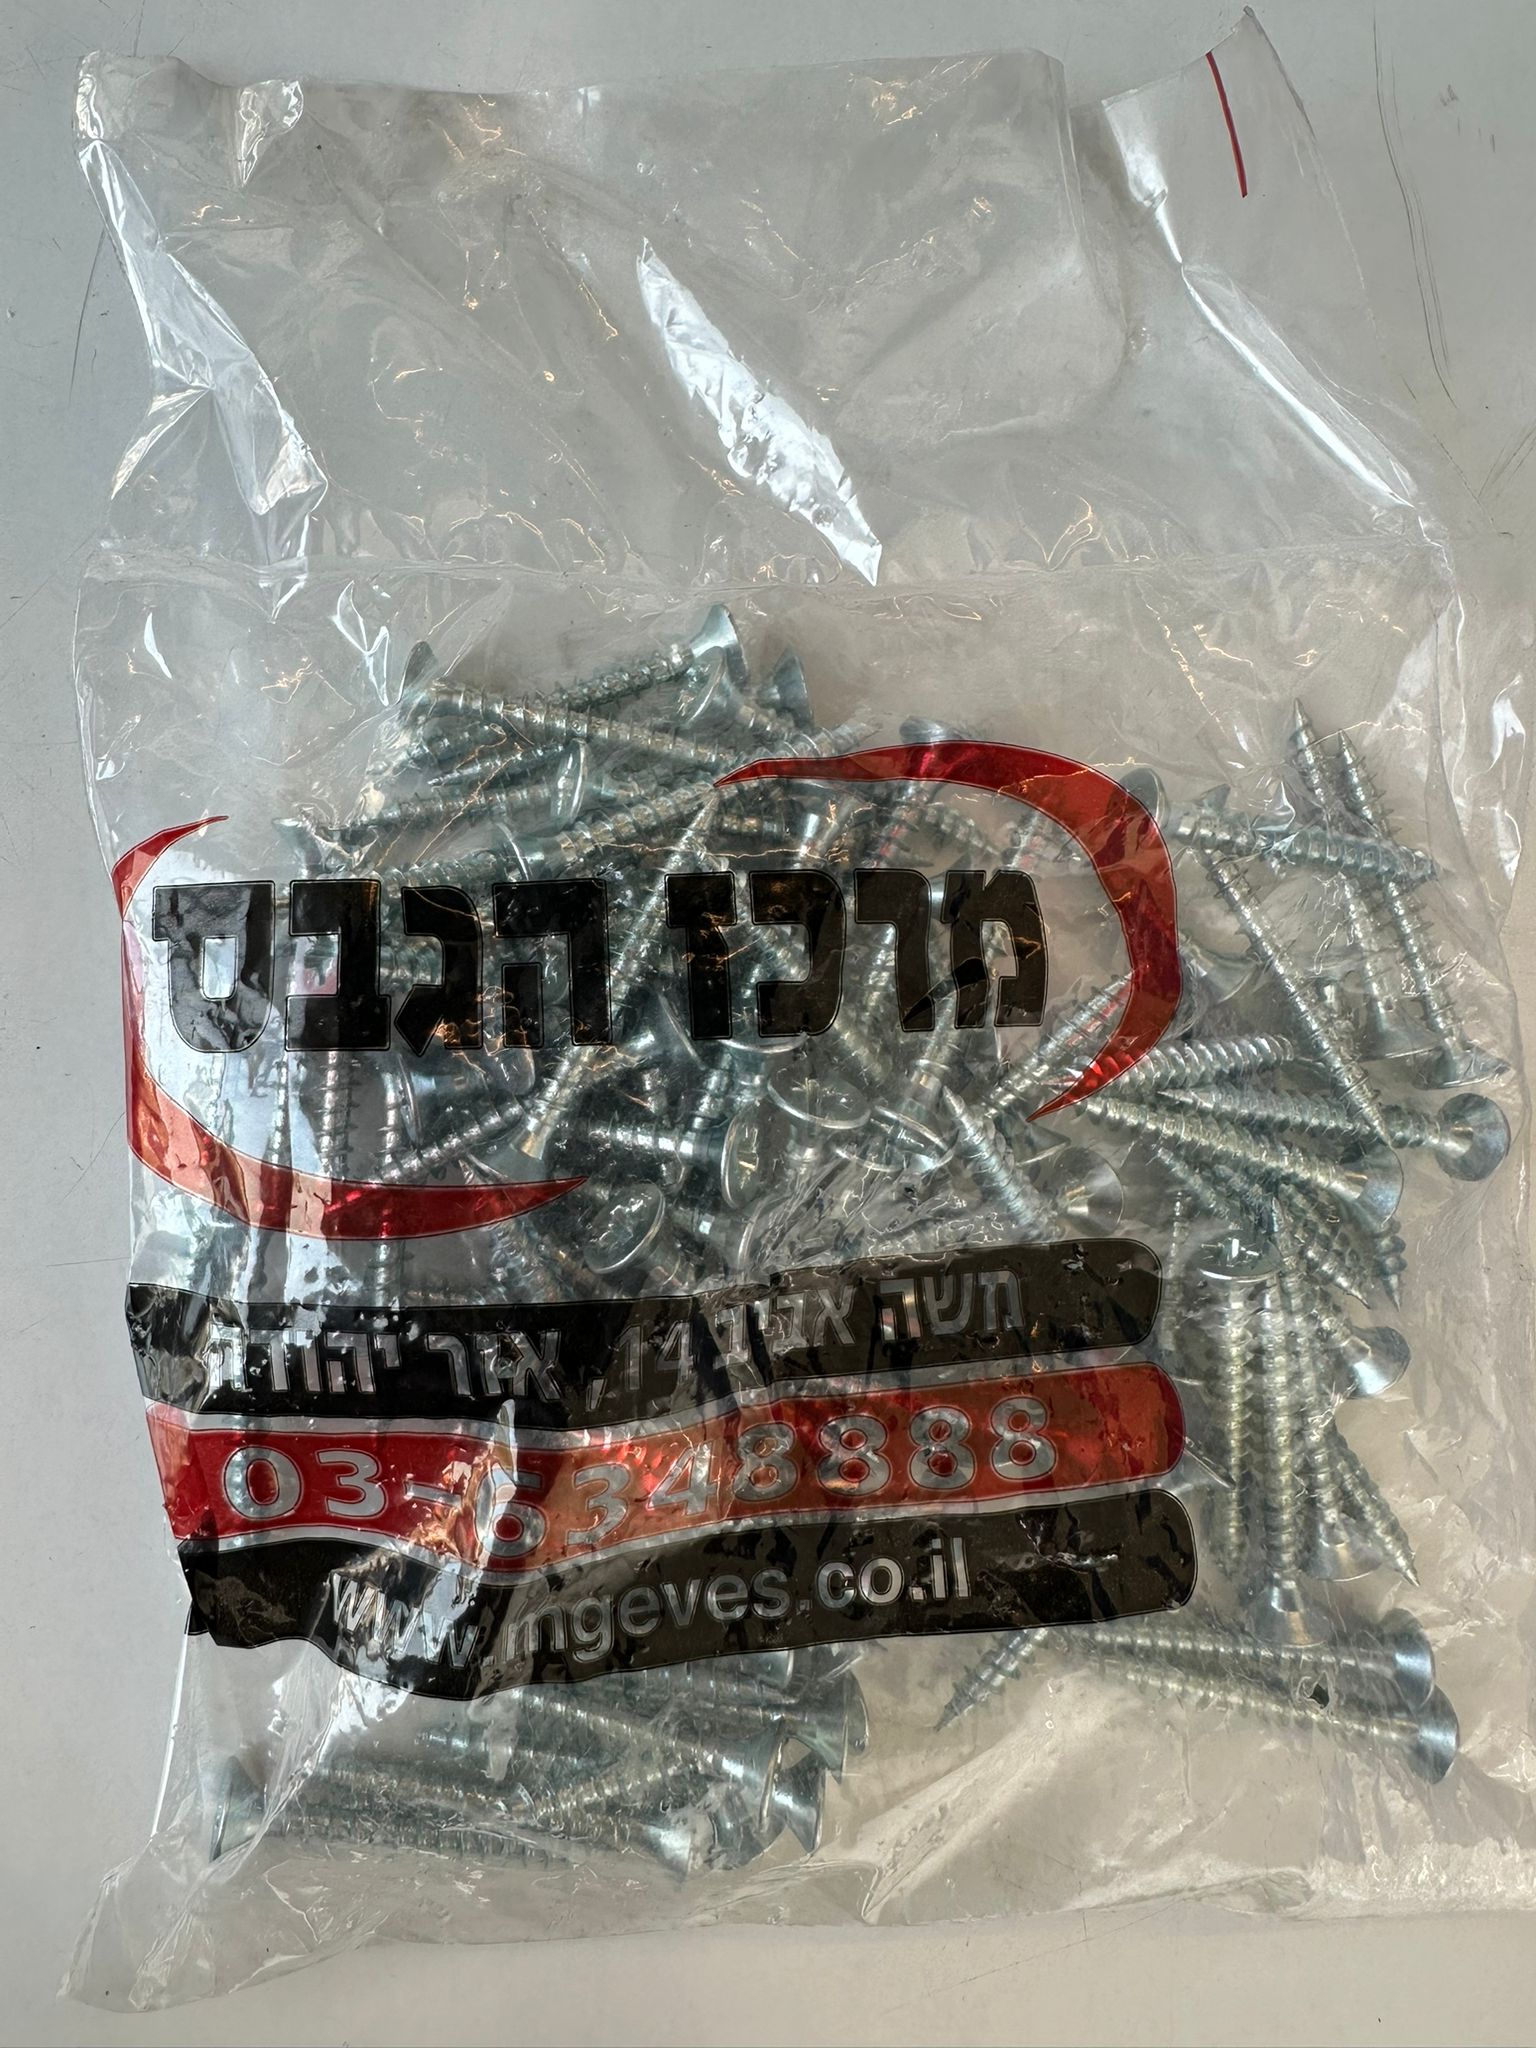 מרכז הגבס
משה אביב 14, אור יהודה
03-6348888
www.mgeves.co.il